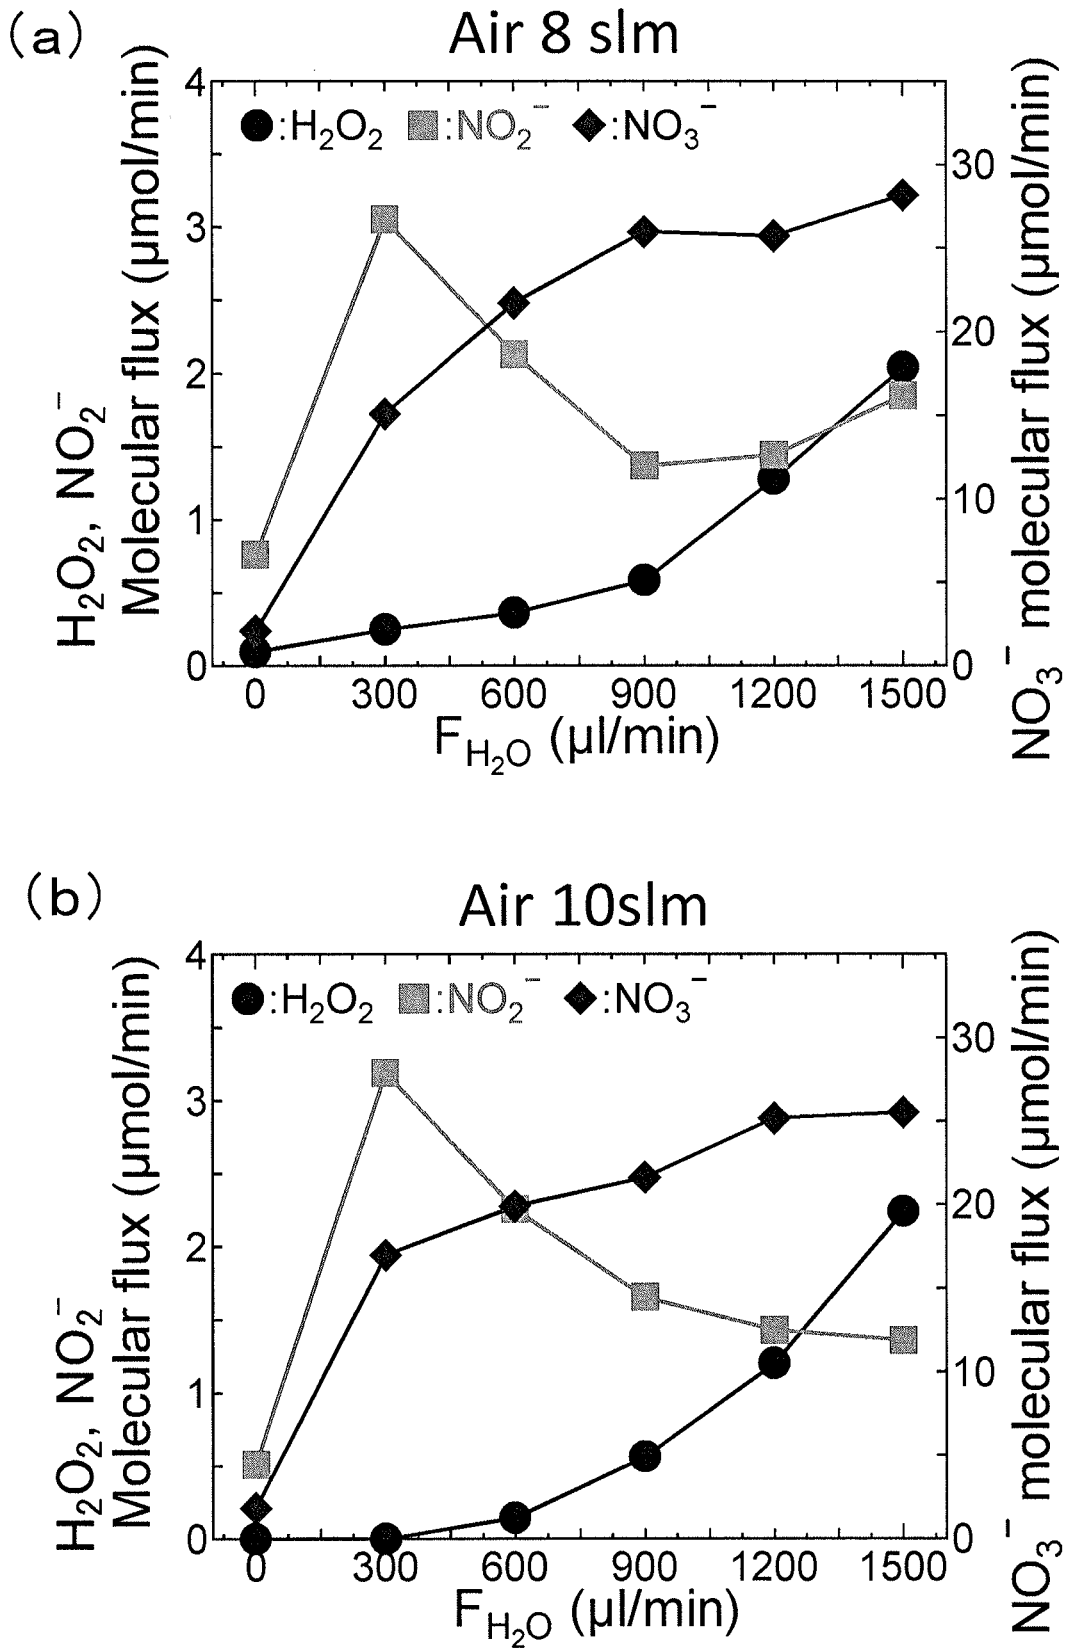 (a)
Air 8 slm
●:H₂O₂ ■:NO₂⁻ ◆:NO₃⁻
H₂O₂, NO₂⁻
Molecular flux (μmol/min)
4
3
2
1
0
30
20
10
0
NO₃⁻ molecular flux (μmol/min)
0 300 600 900 1200 1500
F_H₂O (μl/min)
(b)
Air 10slm
●:H₂O₂ ■:NO₂⁻ ◆:NO₃⁻
H₂O₂, NO₂⁻
Molecular flux (μmol/min)
4
3
2
1
0
30
20
10
0
NO₃⁻ molecular flux (μmol/min)
0 300 600 900 1200 1500
F_H₂O (μl/min)